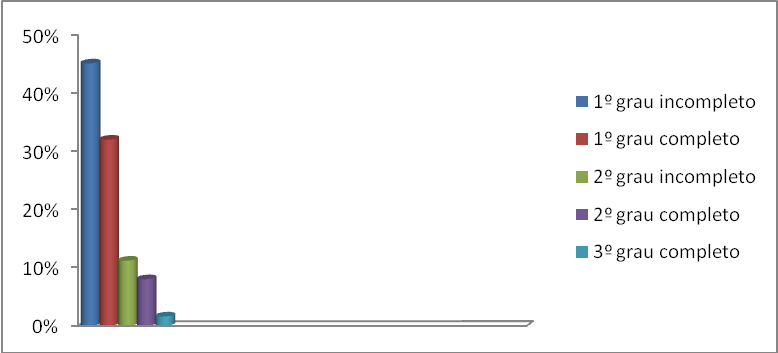 50%
40%
30%
20%
10%
0%
1º grau incompleto
1º grau completo
2º grau incompleto
2º grau completo
3º grau completo